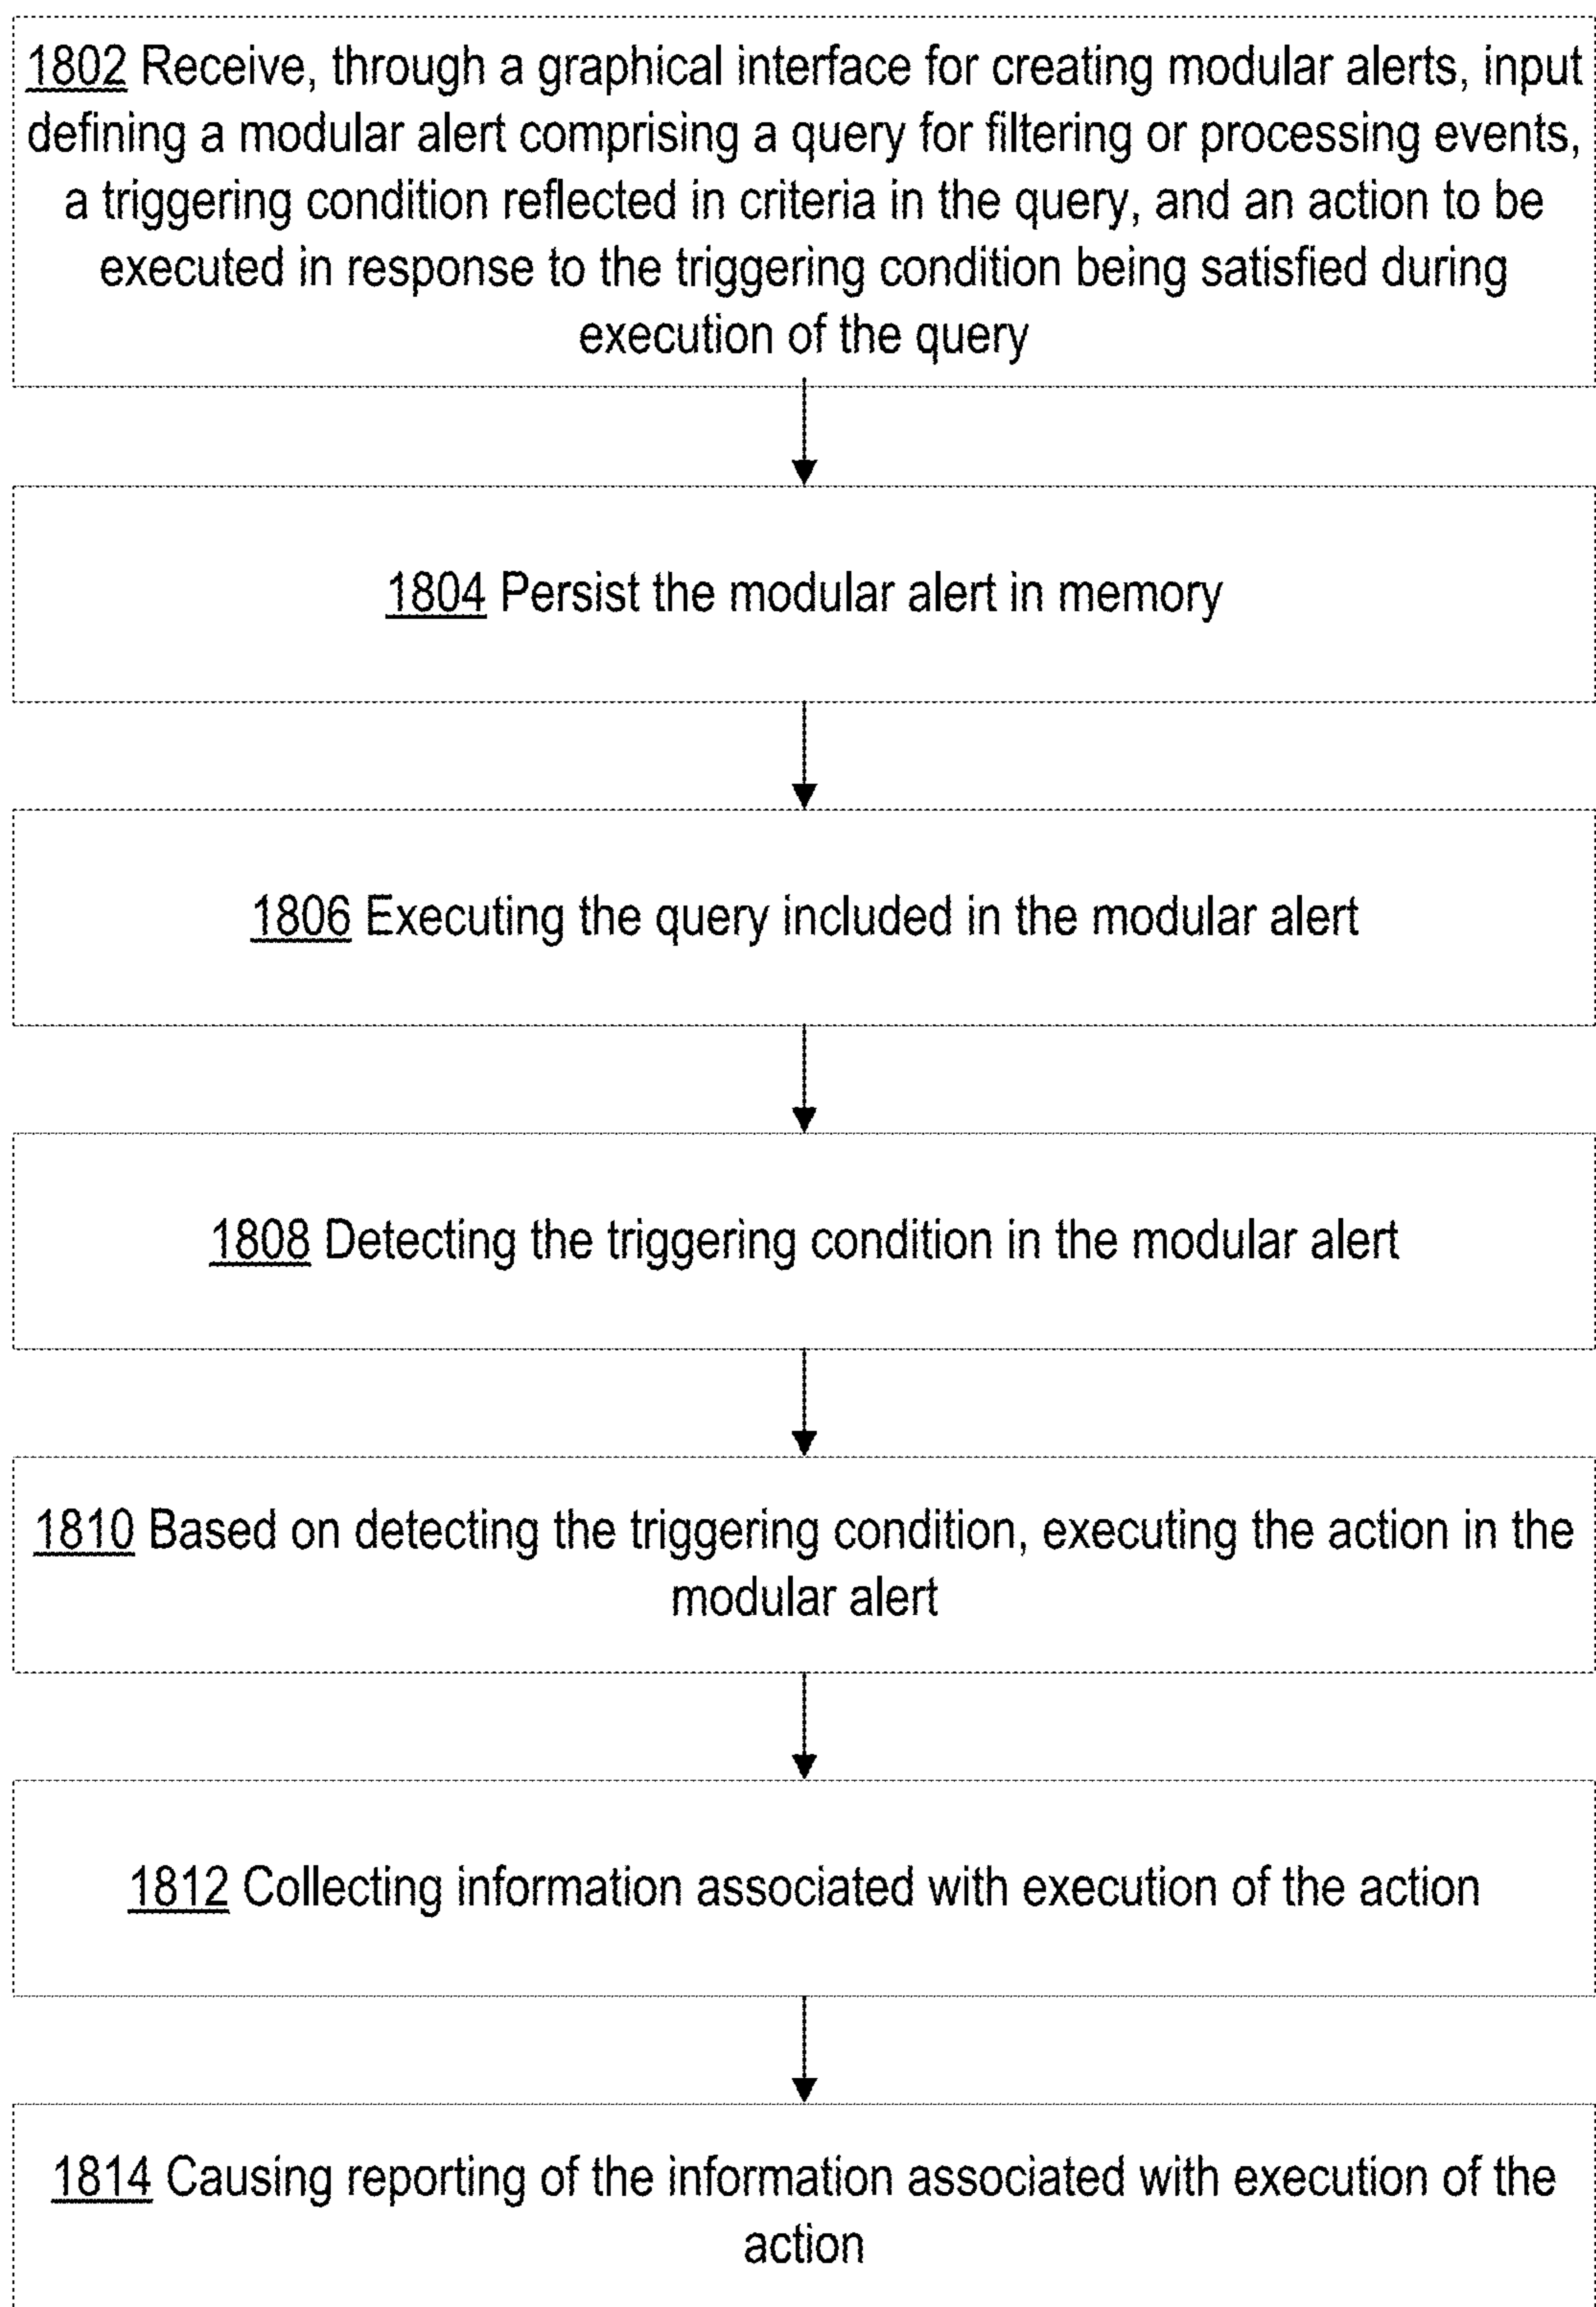 1802 Receive, through a graphical interface for creating modular alerts, input
defining a modular alert comprising a query for filtering or processing events,
a triggering condition reflected in criteria in the query, and an action to be
executed in response to the triggering condition being satisfied during
execution of the query
1804 Persist the modular alert in memory
1806 Executing the query included in the modular alert
1808 Detecting the triggering condition in the modular alert
1810 Based on detecting the triggering condition, executing the action in the
modular alert
1812 Collecting information associated with execution of the action
1814 Causing reporting of the information associated with execution of the
action